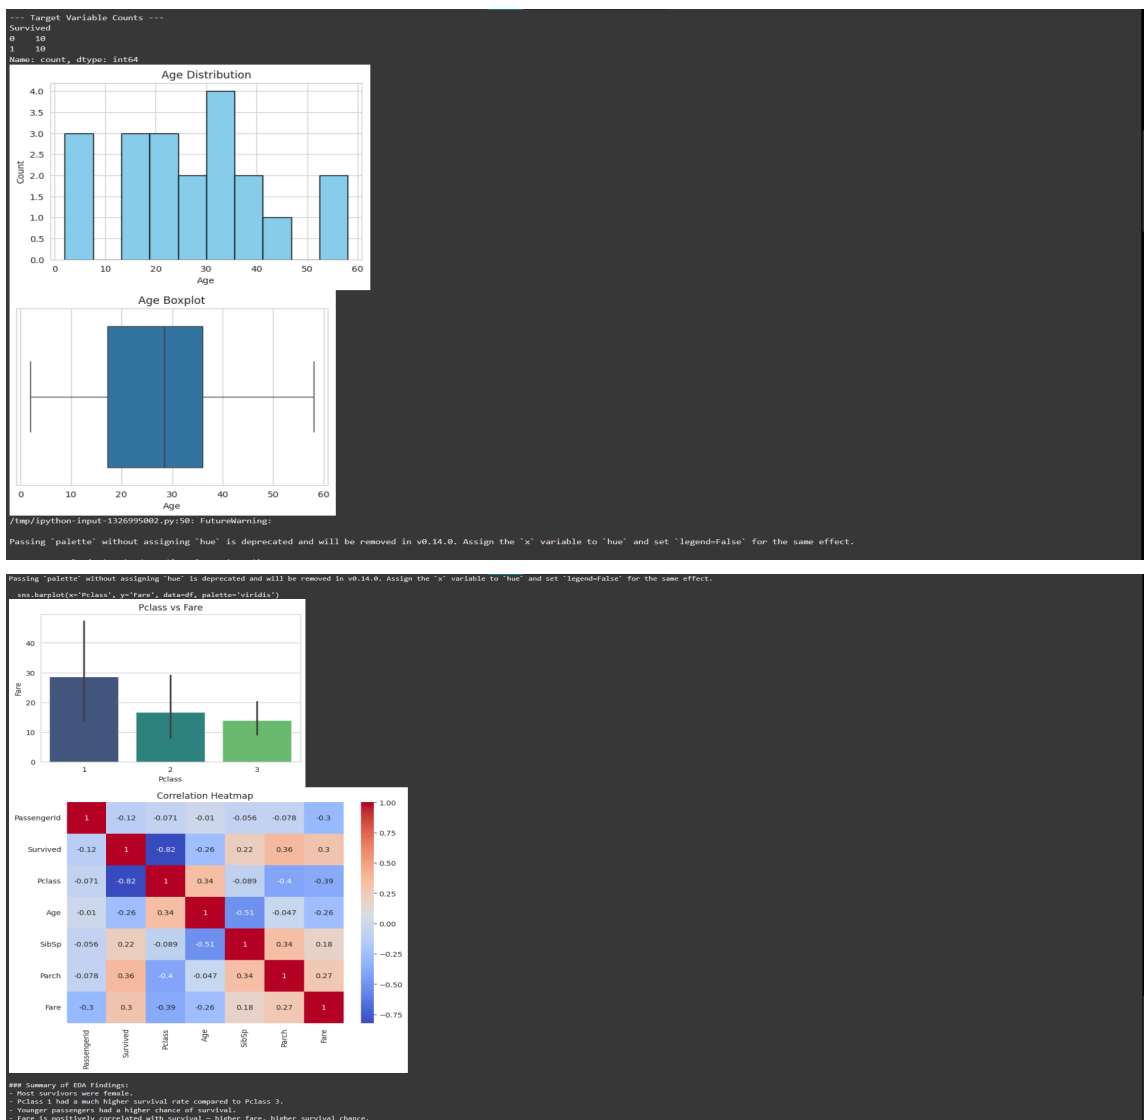 --- Target Variable Counts ---
Survived
0    10
1    10
Name: count, dtype: int64
Age Distribution
4.0
3.5
3.0
2.5
2.0
1.5
1.0
0.5
0.0
Count
0 10 20 30 40 50 60
Age
Age Boxplot
0 10 20 30 40 50 60
Age
/tmp/ipython-input-1326995002.py:50: FutureWarning:
Passing `palette` without assigning `hue` is deprecated and will be removed in v0.14.0. Assign the `x` variable to `hue` and set `legend=False` for the same effect.
Passing `palette` without assigning `hue` is deprecated and will be removed in v0.14.0. Assign the `x` variable to `hue` and set `legend=False` for the same effect.
sns.barplot(x='Pclass', y='Fare', data=df, palette='viridis')
Pclass vs Fare
40
30
20
10
0
Fare
1 2 3
Pclass
Correlation Heatmap
PassengerId 1 -0.12 -0.071 -0.01 -0.056 -0.078 -0.3
Survived -0.12 1 -0.82 -0.26 0.22 0.36 0.3
Pclass -0.071 -0.82 1 0.34 -0.089 -0.4 -0.39
Age -0.01 -0.26 0.34 1 -0.51 -0.047 -0.26
SibSp -0.056 0.22 -0.089 -0.51 1 0.34 0.18
Parch -0.078 0.36 -0.4 -0.047 0.34 1 0.27
Fare -0.3 0.3 -0.39 -0.26 0.18 0.27 1
PassengerId Survived Pclass Age SibSp Parch Fare
1.00
0.75
0.50
0.25
0.00
−0.25
−0.50
−0.75
### Summary of EDA Findings:
- Most survivors were female.
- Pclass 1 had a much higher survival rate compared to Pclass 3.
- Younger passengers had a higher chance of survival.
- Fare is positively correlated with survival – higher fare, higher survival chance.